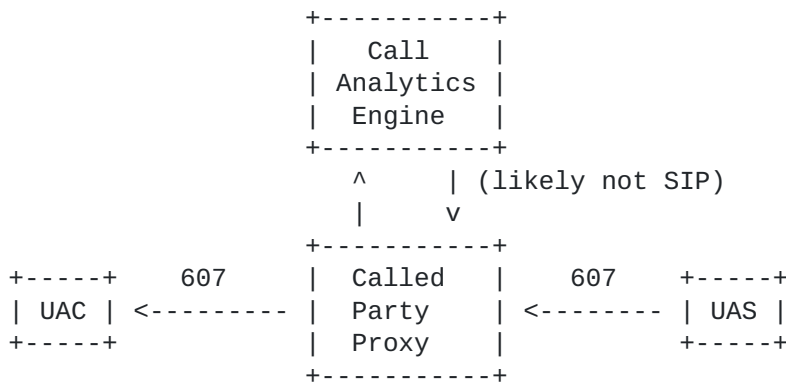 +-----------+
|   Call    |
| Analytics |
|  Engine   |
+-----------+
^     | (likely not SIP)
|     v
+-----------+
+-----+    607     |  Called   |    607    +-----+
| UAC | <--------- |  Party    | <-------- | UAS |
+-----+            |  Proxy    |           +-----+
+-----------+